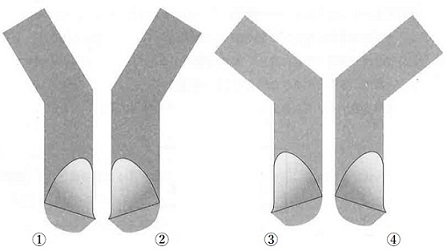 ① ② ③ ④